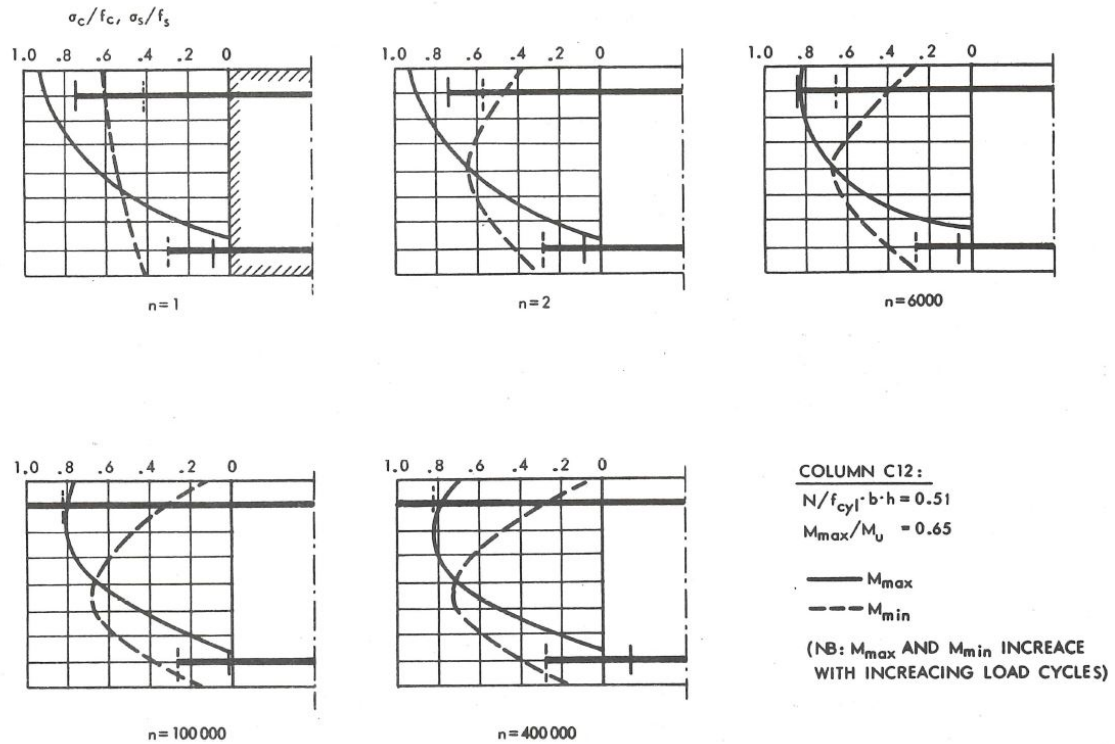 σc/fc, σs/fs
1.0 .8 .6 .4 .2 0
1.0 .8 .6 .4 .2 0
1.0 .8 .6 .4 .2 0
n=1
n=2
n=6000
1.0 .8 .6 .4 .2 0
1.0 .8 .6 .4 .2 0
n=100 000
n=400 000
COLUMN C12:
N/fcyl·b·h = 0.51
Mmax/Mu = 0.65
Mmax
Mmin
(NB: Mmax AND Mmin INCREACE
WITH INCREASING LOAD CYCLES)